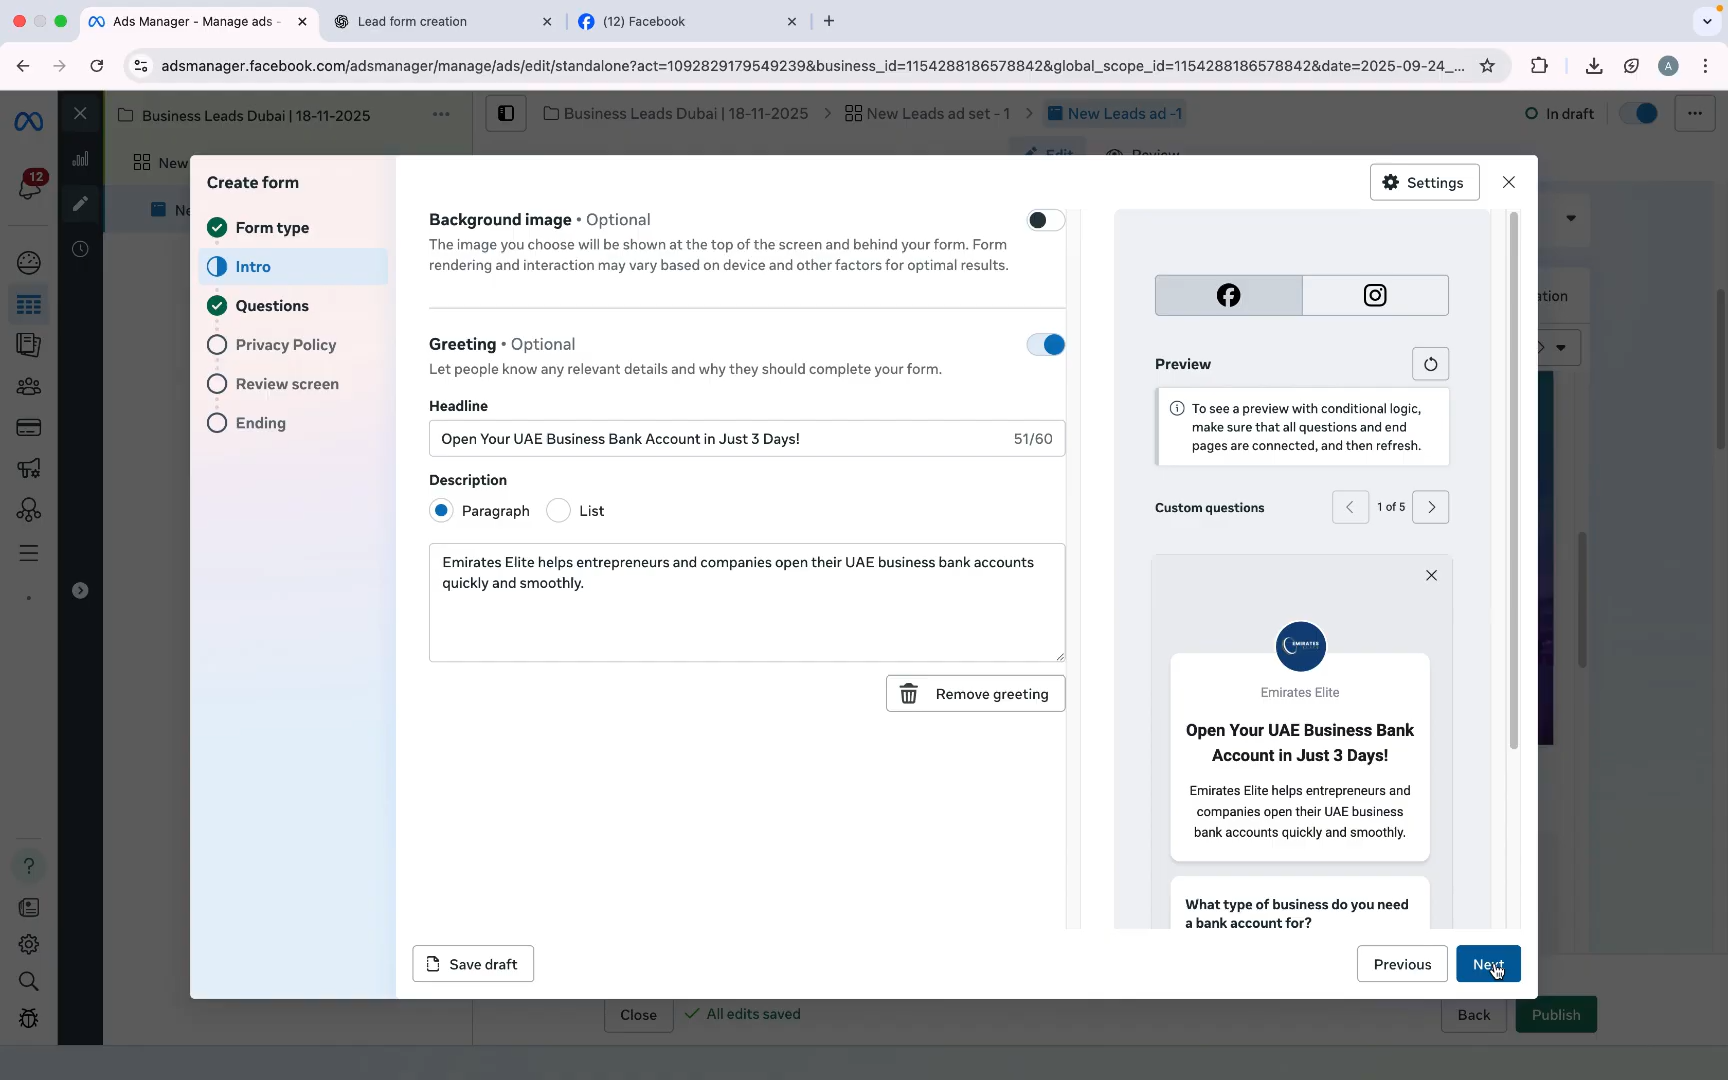 Ads Manager - Manage ads -
Lead form creation
(12) Facebook
adsmanager.facebook.com/adsmanager/manage/ads/edit/standalone?act=1092829179549239&business_id=1154288186578842&global_scope_id=1154288186578842&date=2025-09-24_...
A
12
Business Leads Dubai | 18-11-2025
New
Ne
Business Leads Dubai | 18-11-2025
New Leads ad set - 1
New Leads ad -1
In draft
Edit
Review
Create form
Form type
Intro
Questions
Privacy Policy
Review screen
Ending
Settings
Background image • Optional
The image you choose will be shown at the top of the screen and behind your form. Form
rendering and interaction may vary based on device and other factors for optimal results.
Greeting • Optional
Let people know any relevant details and why they should complete your form.
Headline
Open Your UAE Business Bank Account in Just 3 Days!
51/60
Description
Paragraph
List
Emirates Elite helps entrepreneurs and companies open their UAE business bank accounts
quickly and smoothly.
Remove greeting
Preview
To see a preview with conditional logic,
make sure that all questions and end
pages are connected, and then refresh.
Custom questions
1 of 5
EMIRATES
Emirates Elite
Open Your UAE Business Bank
Account in Just 3 Days!
Emirates Elite helps entrepreneurs and
companies open their UAE business
bank accounts quickly and smoothly.
What type of business do you need
a bank account for?
Save draft
Previous
Next
Close
All edits saved
Back
Publish